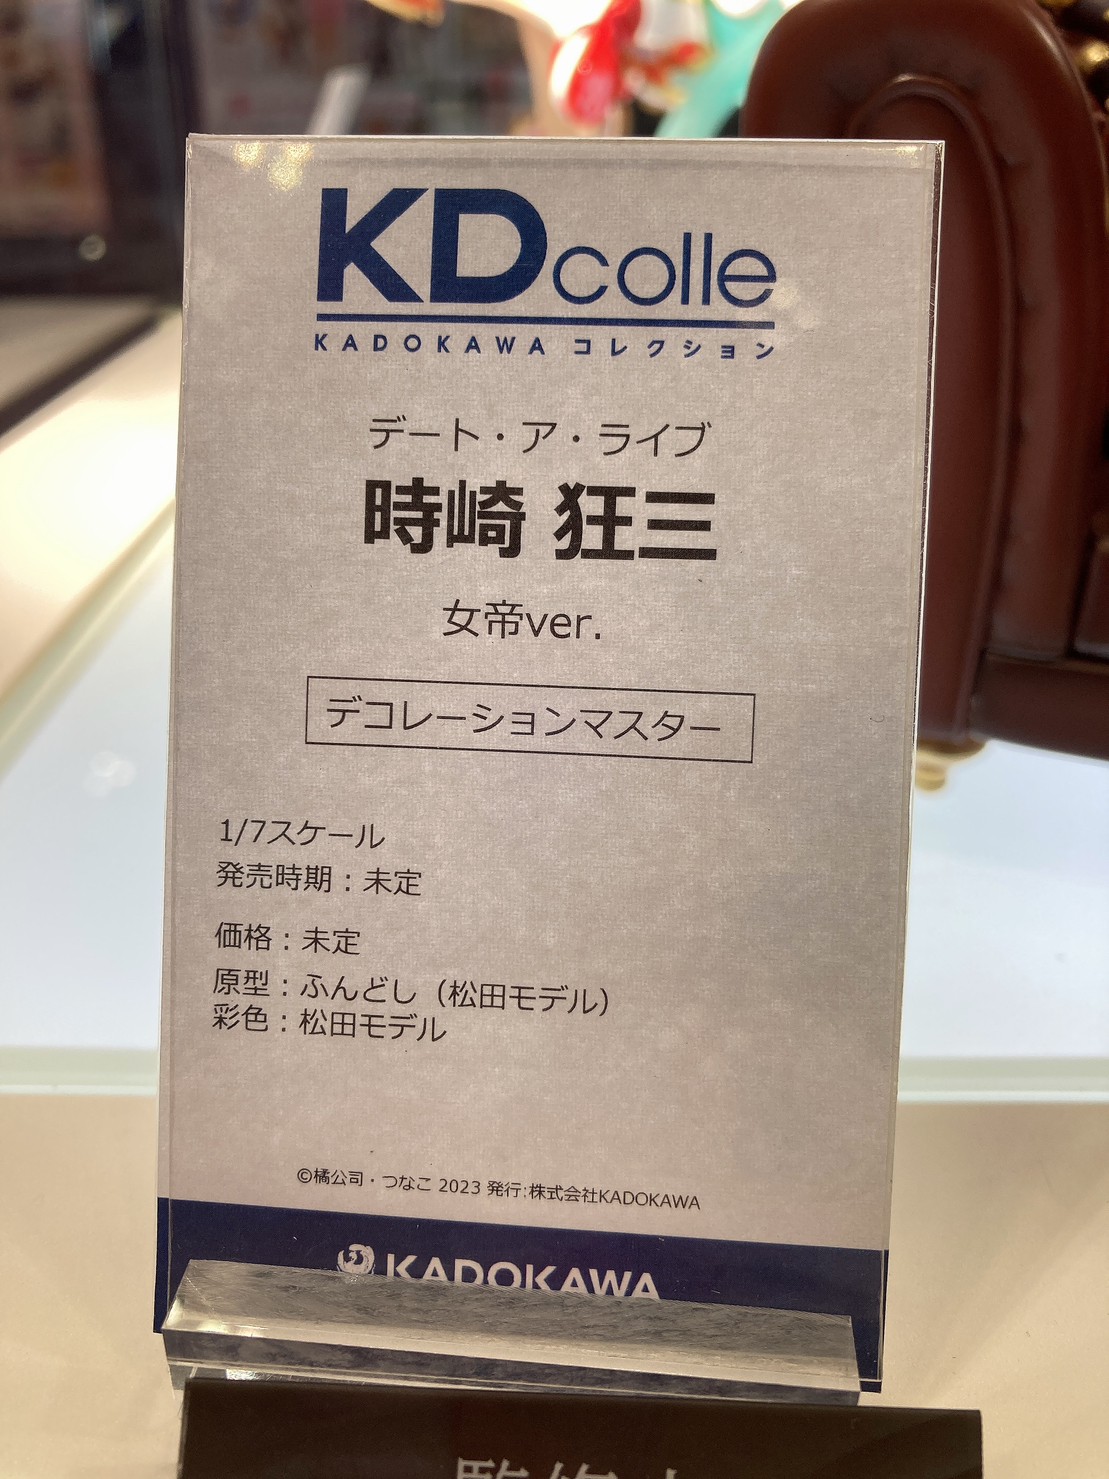 KDcolle
KADOKAWA コレクション
デート・ア・ライブ
時崎 狂三
女帝ver.
デコレーションマスター
1/7スケール
発売時期：未定
価格：未定
原型：ふんどし（松田モデル）
彩色：松田モデル
©橘公司・つなこ 2023 発行:株式会社KADOKAWA
KADOKAWA